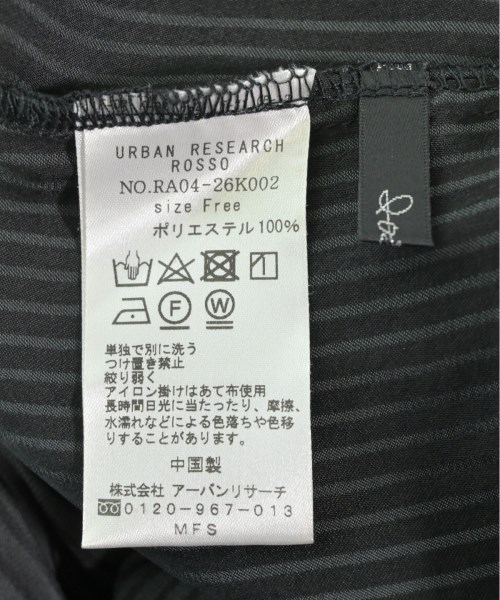 URBAN RESEARCH
ROSSO
NO.RA04-26K002
size Free
ポリエステル100%
F W
単独で別に洗う
つけ置き禁止
絞り弱く
アイロン掛けはあて布使用
長時間日光に当たったり、摩擦、
水濡れなどによる色落ちや色移
りすることがあります。
中国製
株式会社 アーバンリサーチ
0120-967-013
MFS